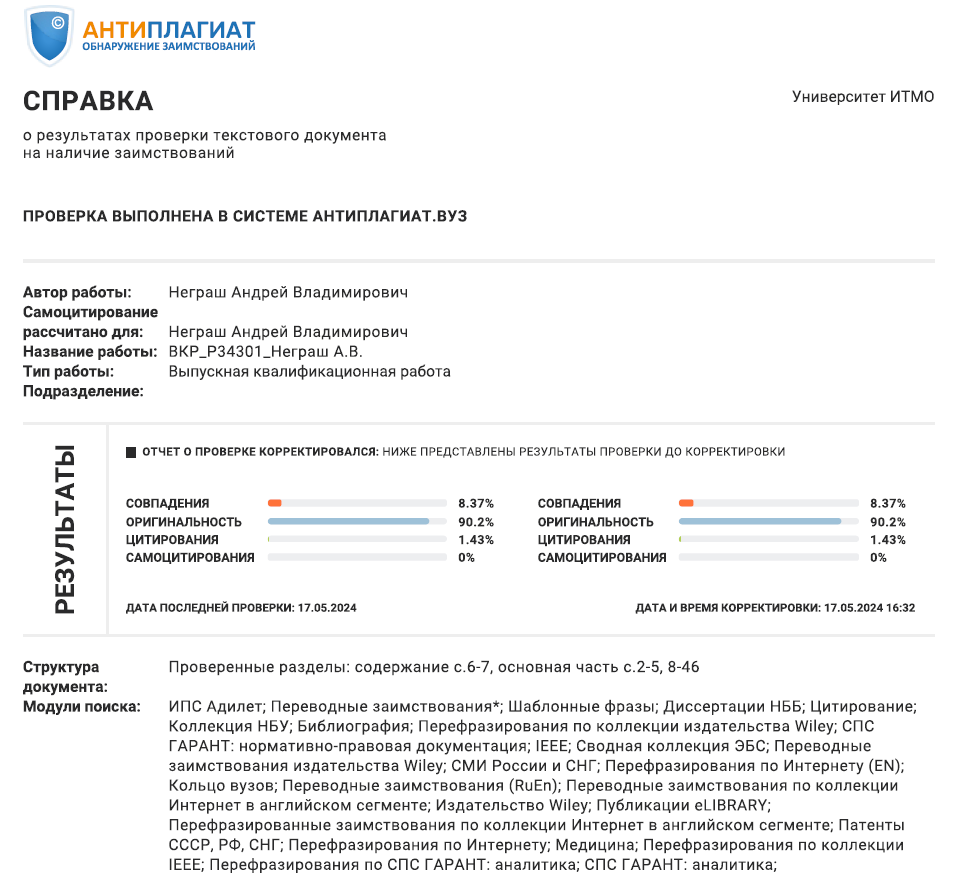 ©
АНТИПЛАГИАТ
ОБНАРУЖЕНИЕ ЗАИМСТВОВАНИЙ
СПРАВКА
Университет ИТМО
о результатах проверки текстового документа
на наличие заимствований
ПРОВЕРКА ВЫПОЛНЕНА В СИСТЕМЕ АНТИПЛАГИАТ.ВУЗ
Автор работы: Неграш Андрей Владимирович
Самоцитирование
рассчитано для: Неграш Андрей Владимирович
Название работы: ВКР_P34301_Неграш А.В.
Тип работы: Выпускная квалификационная работа
Подразделение:
РЕЗУЛЬТАТЫ
ОТЧЕТ О ПРОВЕРКЕ КОРРЕКТИРОВАЛСЯ: НИЖЕ ПРЕДСТАВЛЕНЫ РЕЗУЛЬТАТЫ ПРОВЕРКИ ДО КОРРЕКТИРОВКИ
СОВПАДЕНИЯ 8.37%
ОРИГИНАЛЬНОСТЬ 90.2%
ЦИТИРОВАНИЯ 1.43%
САМОЦИТИРОВАНИЯ 0%
СОВПАДЕНИЯ 8.37%
ОРИГИНАЛЬНОСТЬ 90.2%
ЦИТИРОВАНИЯ 1.43%
САМОЦИТИРОВАНИЯ 0%
ДАТА ПОСЛЕДНЕЙ ПРОВЕРКИ: 17.05.2024
ДАТА И ВРЕМЯ КОРРЕКТИРОВКИ: 17.05.2024 16:32
Структура Проверенные разделы: содержание с.6-7, основная часть с.2-5, 8-46
документа:
Модули поиска: ИПС Адилет; Переводные заимствования*; Шаблонные фразы; Диссертации НББ; Цитирование;
Коллекция НБУ; Библиография; Перефразирования по коллекции издательства Wiley; СПС
ГАРАНТ: нормативно-правовая документация; IEEE; Сводная коллекция ЭБС; Переводные
заимствования издательства Wiley; СМИ России и СНГ; Перефразирования по Интернету (EN);
Кольцо вузов; Переводные заимствования (RuEn); Переводные заимствования по коллекции
Интернет в английском сегменте; Издательство Wiley; Публикации eLIBRARY;
Перефразированные заимствования по коллекции Интернет в английском сегменте; Патенты
СССР, РФ, СНГ; Перефразирования по Интернету; Медицина; Перефразирования по коллекции
IEEE; Перефразирования по СПС ГАРАНТ: аналитика; СПС ГАРАНТ: аналитика;